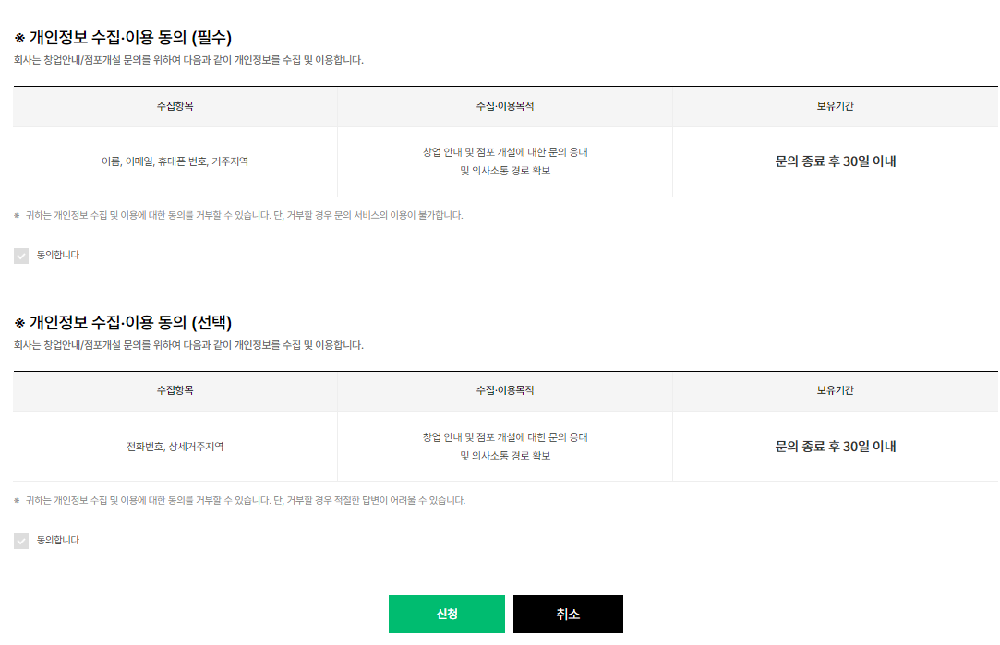 ※ 개인정보 수집·이용 동의 (필수)
회사는 창업안내/점포개설 문의를 위하여 다음과 같이 개인정보를 수집 및 이용합니다.
수집항목 수집·이용목적 보유기간
이름, 이메일, 휴대폰 번호, 거주지역
창업 안내 및 점포 개설에 대한 문의 응대
및 의사소통 경로 확보
문의 종료 후 30일 이내
※ 귀하는 개인정보 수집 및 이용에 대한 동의를 거부할 수 있습니다. 단, 거부할 경우 문의 서비스의 이용이 불가합니다.
동의합니다
※ 개인정보 수집·이용 동의 (선택)
회사는 창업안내/점포개설 문의를 위하여 다음과 같이 개인정보를 수집 및 이용합니다.
수집항목 수집·이용목적 보유기간
전화번호, 상세거주지역
창업 안내 및 점포 개설에 대한 문의 응대
및 의사소통 경로 확보
문의 종료 후 30일 이내
※ 귀하는 개인정보 수집 및 이용에 대한 동의를 거부할 수 있습니다. 단, 거부할 경우 적절한 답변이 어려울 수 있습니다.
동의합니다
신청 취소